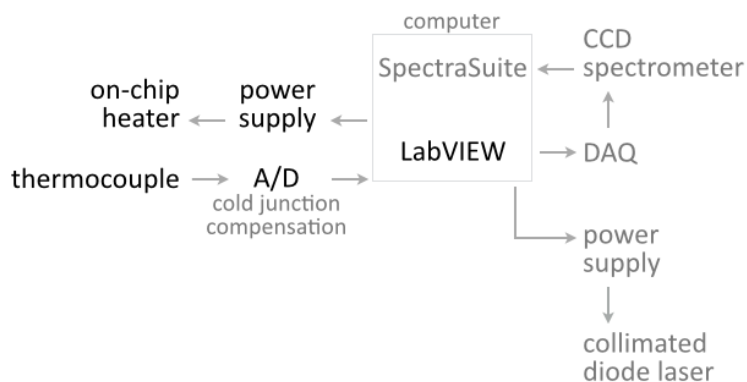 computer
SpectraSuite
CCD
spectrometer
on-chip
heater
power
supply
LabVIEW
DAQ
thermocouple
A/D
cold junction
compensation
power
supply
collimated
diode laser